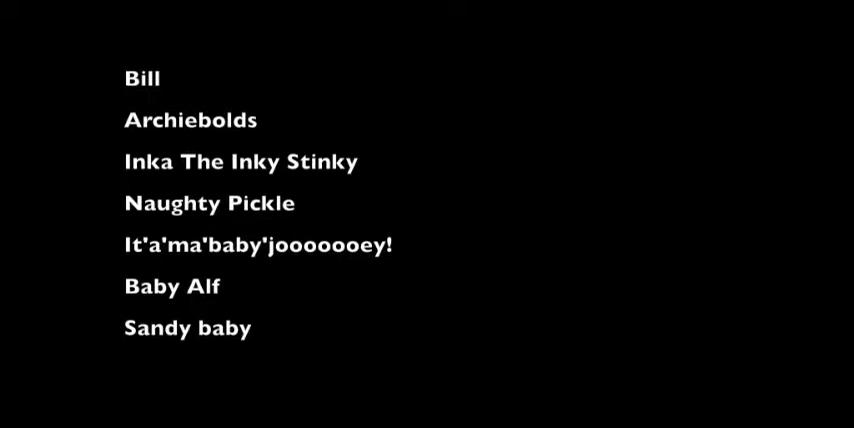 Bill
Archiebolds
Inka The Inky Stinky
Naughty Pickle
It'a'ma'baby'jooooooey!
Baby Alf
Sandy baby